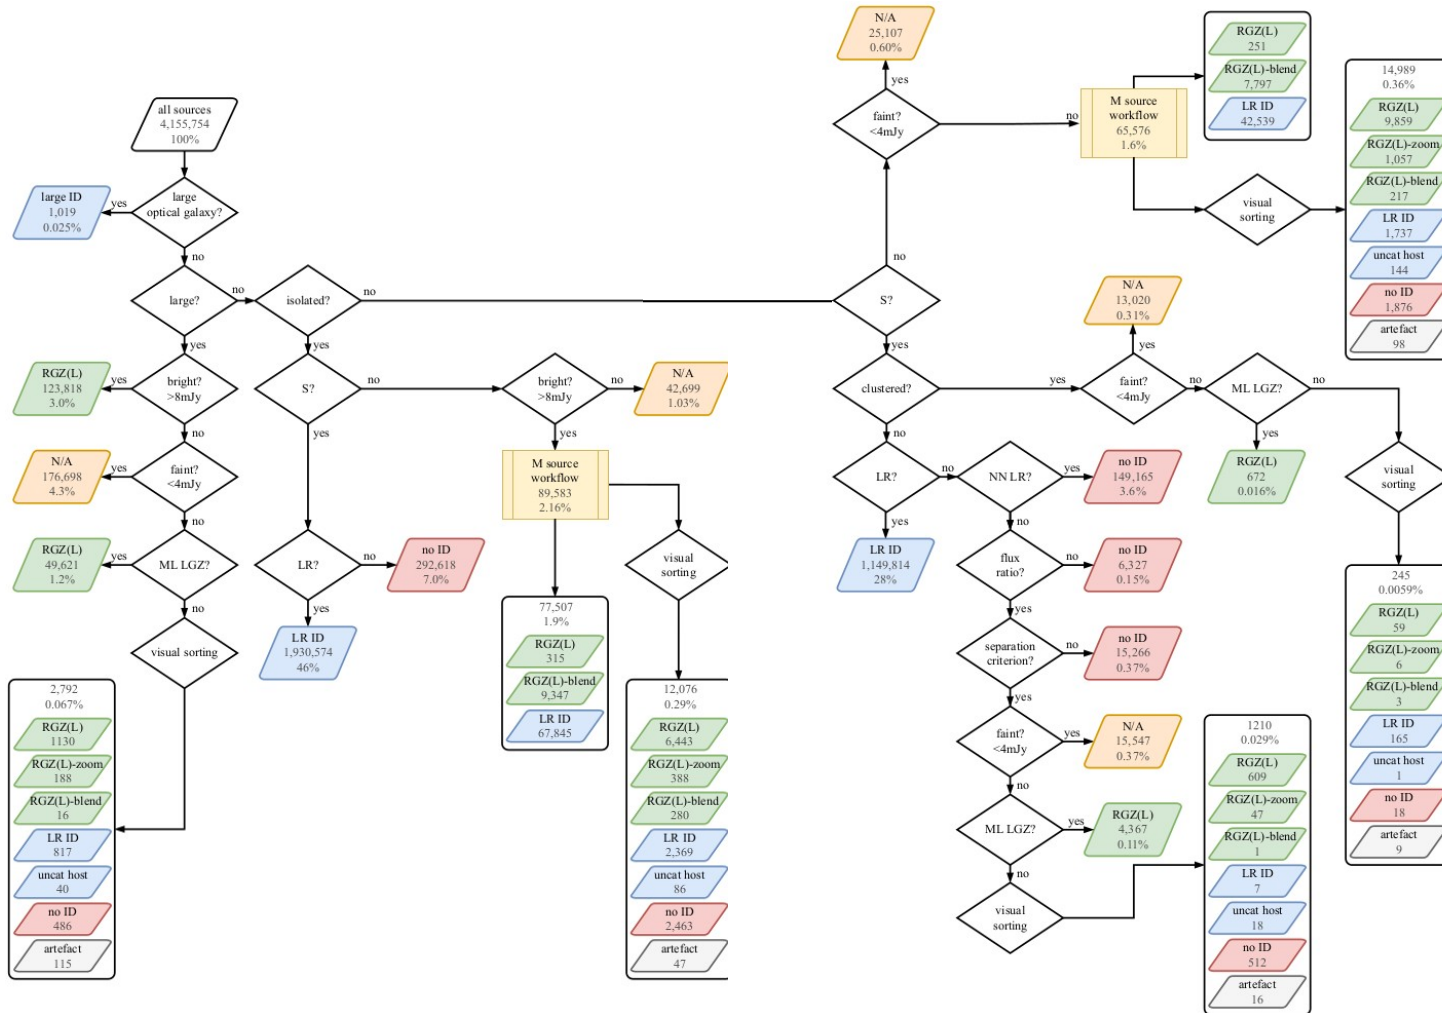 all sources
4,155,754
100%
large ID
1,019
0.025%
yes
large
optical galaxy?
no
large?
no
isolated?
no
yes
yes
RGZ(L)
123,818
3.0%
yes
bright?
>8mJy
S?
no
bright?
>8mJy
no
N/A
42,699
1.03%
no
yes
yes
N/A
176,698
4.3%
yes
faint?
<4mJy
M source
workflow
89,583
2.16%
no
RGZ(L)
49,621
1.2%
yes
ML LGZ?
LR?
no
no ID
292,618
7.0%
visual
sorting
no
yes
visual sorting
LR ID
1,930,574
46%
77,507
1.9%
RGZ(L)
315
RGZ(L)-blend
9,347
LR ID
67,845
2,792
0.067%
RGZ(L)
1130
RGZ(L)-zoom
188
RGZ(L)-blend
16
LR ID
817
uncat host
40
no ID
486
artefact
115
12,076
0.29%
RGZ(L)
6,443
RGZ(L)-zoom
388
RGZ(L)-blend
280
LR ID
2,369
uncat host
86
no ID
2,463
artefact
47
N/A
25,107
0.60%
yes
faint?
<4mJy
no
M source
workflow
65,576
1.6%
RGZ(L)
251
RGZ(L)-blend
7,797
LR ID
42,539
visual
sorting
14,989
0.36%
RGZ(L)
9,859
RGZ(L)-zoom
1,057
RGZ(L)-blend
217
LR ID
1,737
uncat host
144
no ID
1,876
artefact
98
no
S?
yes
N/A
13,020
0.31%
yes
clustered?
yes
faint?
<4mJy
no
ML LGZ?
no
no
yes
RGZ(L)
672
0.016%
visual
sorting
LR?
no
NN LR?
yes
no ID
149,165
3.6%
yes
no
LR ID
1,149,814
28%
flux
ratio?
no
no ID
6,327
0.15%
yes
separation
criterion?
no
no ID
15,266
0.37%
yes
faint?
<4mJy
yes
N/A
15,547
0.37%
no
ML LGZ?
yes
RGZ(L)
4,367
0.11%
no
visual
sorting
1210
0.029%
RGZ(L)
609
RGZ(L)-zoom
47
RGZ(L)-blend
1
LR ID
7
uncat host
18
no ID
512
artefact
16
245
0.0059%
RGZ(L)
59
RGZ(L)-zoom
6
RGZ(L)-blend
3
LR ID
165
uncat host
1
no ID
18
artefact
9